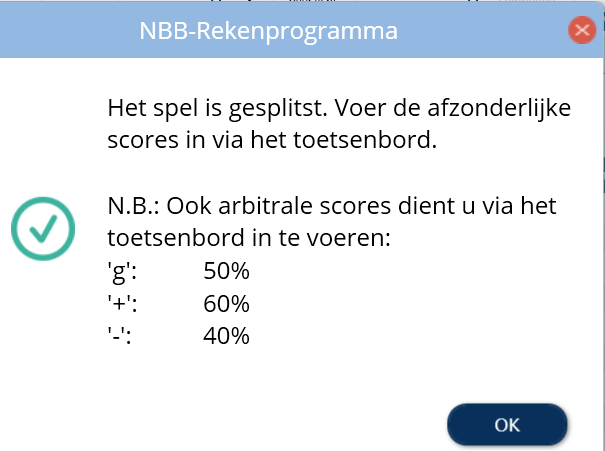 NBB-Rekenprogramma
Het spel is gesplitst. Voer de afzonderlijke
scores in via het toetsenbord.
N.B.: Ook arbitrale scores dient u via het
toetsenbord in te voeren:
'g': 50%
'+': 60%
'-': 40%
OK